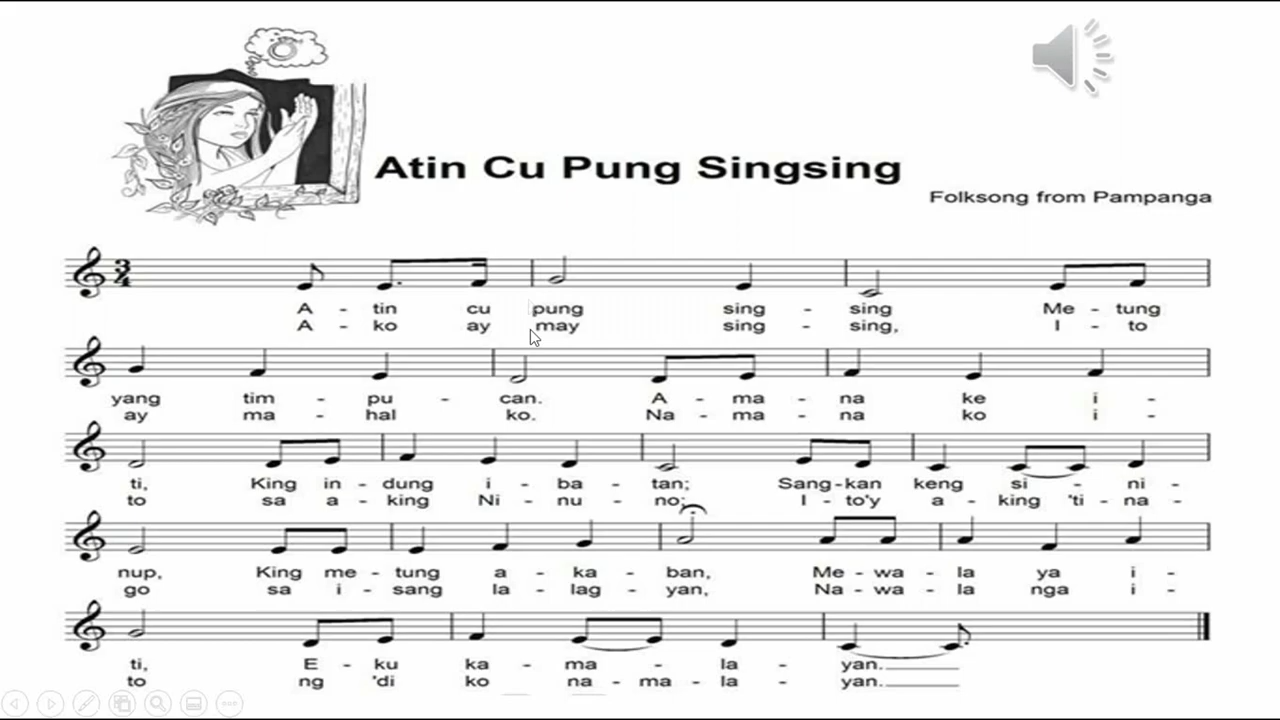 Atin Cu Pung Singsing
Folksong from Pampanga
3
4
A - tin cu pung sing - sing Me - tung
A - ko ay may sing - sing, I - to
yang tim - pu - can. A - ma - na ke i -
ay ma - hal ko. Na - ma - na ko i -
ti, King in - dung i - ba - tan; Sang - kan keng si - ni -
to sa a - king Ni - nu - no; I - to'y a - king 'ti - na -
nup, King me - tung a - ka - ban, Me - wa - la ya i -
go sa i - sang la - lag - yan, Na - wa - la nga i -
ti, E - ku ka - ma - la - yan.
to ng 'di ko na - ma - la - yan.